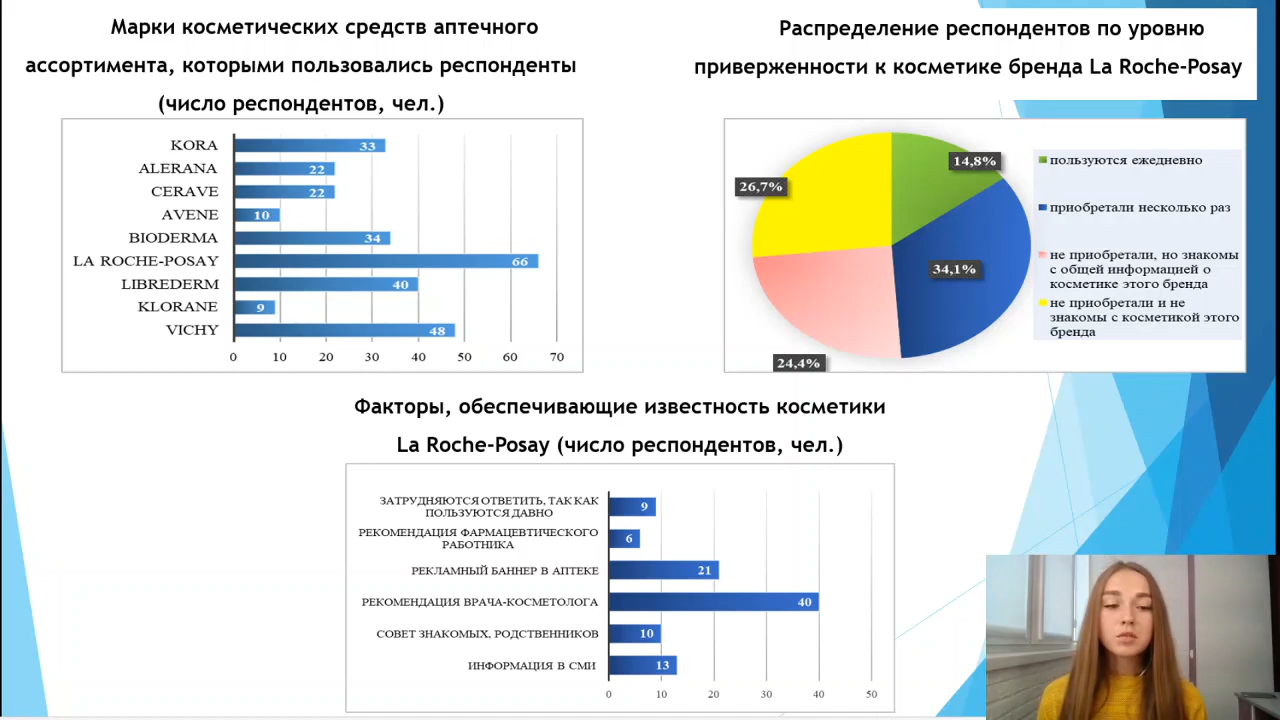 Марки косметических средств аптечного
ассортимента, которыми пользовались респонденты
(число респондентов, чел.)
KORA
33
ALERANA
22
CERAVE
22
AVENE
10
BIODERMA
34
LA ROCHE-POSAY
66
LIBREDERM
40
KLORANE
9
VICHY
48
0 10 20 30 40 50 60 70
Распределение респондентов по уровню
приверженности к косметике бренда La Roche-Posay
14,8%
26,7%
34,1%
24,4%
пользуются ежедневно
приобретали несколько раз
не приобретали, но знакомы
с общей информацией о
косметике этого бренда
не приобретали и не
знакомы с косметикой этого
бренда
Факторы, обеспечивающие известность косметики
La Roche-Posay (число респондентов, чел.)
ЗАТРУДНЯЮТСЯ ОТВЕТИТЬ, ТАК КАК
ПОЛЬЗУЮТСЯ ДАВНО
9
РЕКОМЕНДАЦИЯ ФАРМАЦЕВТИЧЕСКОГО
РАБОТНИКА
6
РЕКЛАМНЫЙ БАННЕР В АПТЕКЕ
21
РЕКОМЕНДАЦИЯ ВРАЧА-КОСМЕТОЛОГА
40
СОВЕТ ЗНАКОМЫХ, РОДСТВЕННИКОВ
10
ИНФОРМАЦИЯ В СМИ
13
0 10 20 30 40 50